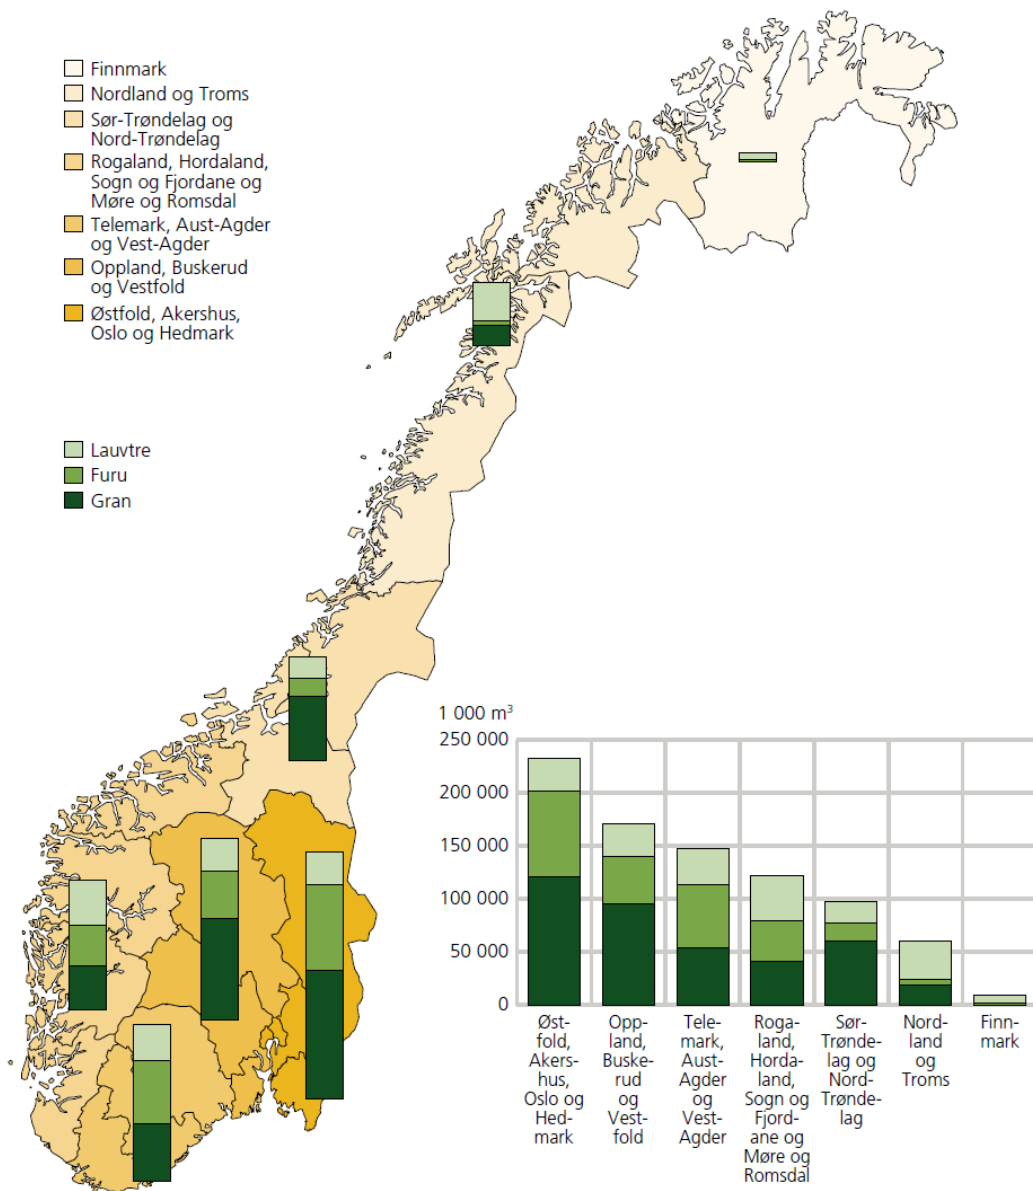 Finnmark
Nordland og Troms
Sør-Trøndelag og
Nord-Trøndelag
Rogaland, Hordaland,
Sogn og Fjordane og
Møre og Romsdal
Telemark, Aust-Agder
og Vest-Agder
Oppland, Buskerud
og Vestfold
Østfold, Akershus,
Oslo og Hedmark
Lauvtre
Furu
Gran
1 000 m³
250 000
200 000
150 000
100 000
50 000
0
Øst-
fold,
Akers-
hus,
Oslo og
Hed-
mark
Opp-
land,
Buske-
rud
og
Vest-
fold
Tele-
mark,
Aust-
Agder
og
Vest-
Agder
Roga-
land,
Horda-
land,
Sogn og
Fjord-
ane og
Møre og
Romsdal
Sør-
Trønde-
lag og
Nord-
Trønde-
lag
Nord-
land
og
Troms
Finn-
mark